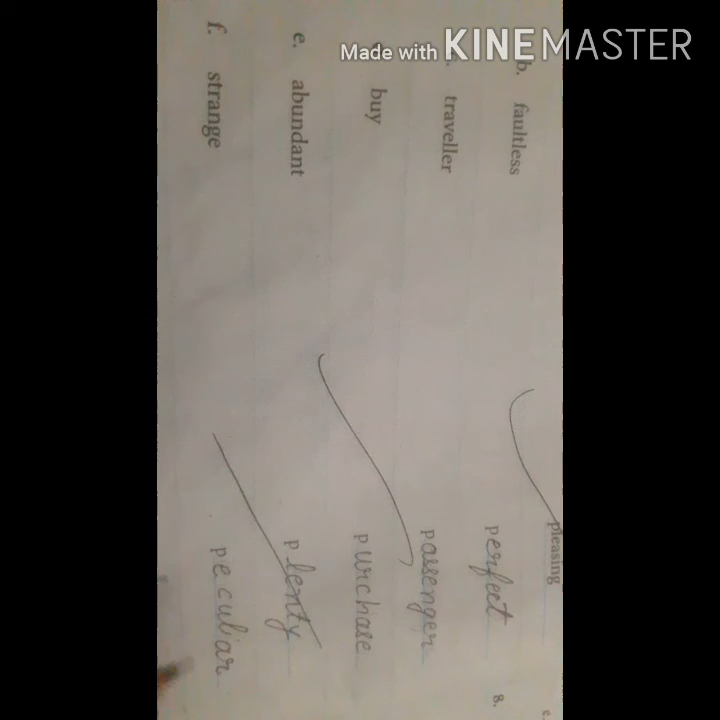 Made with KINEMASTER
pleasing
b. faultless perfect
traveller passenger
buy purchase
e. abundant plenty
f. strange peculiar
e.
8.